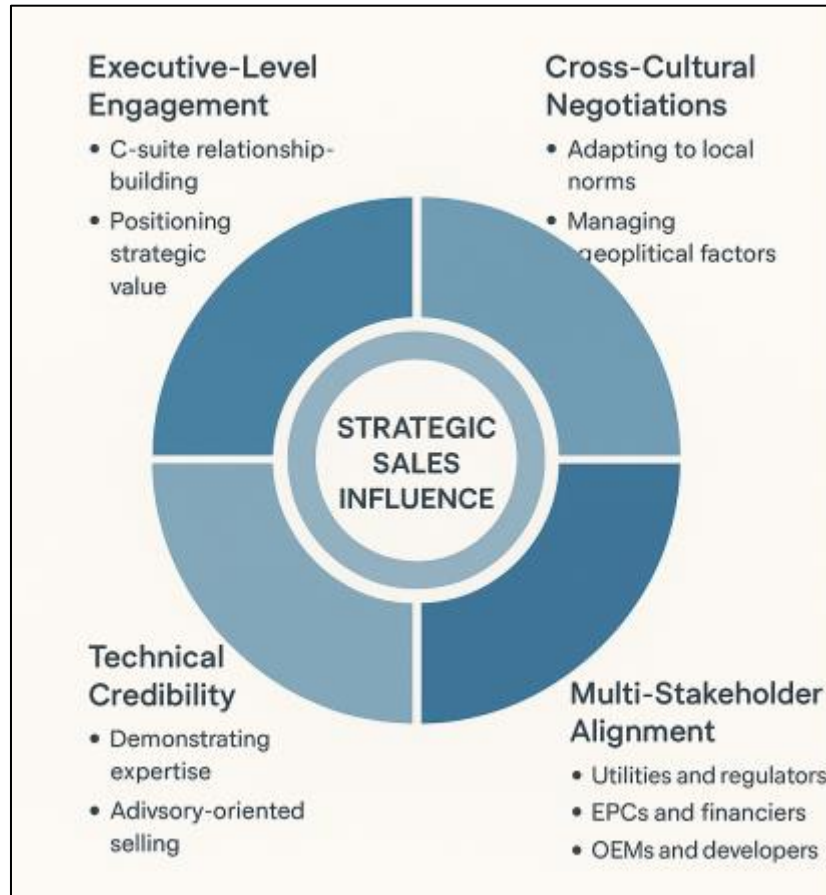 Executive-Level
Engagement
• C-suite relationship-
building
• Positioning
strategic
value
Cross-Cultural
Negotiations
• Adapting to local
norms
• Managing
geoplitical factors
STRATEGIC
SALES
INFLUENCE
Technical
Credibility
• Demonstrating
expertise
• Adivsory-oriented
selling
Multi-Stakeholder
Alignment
• Utilities and regulators
• EPCs and financiers
• OEMs and developers